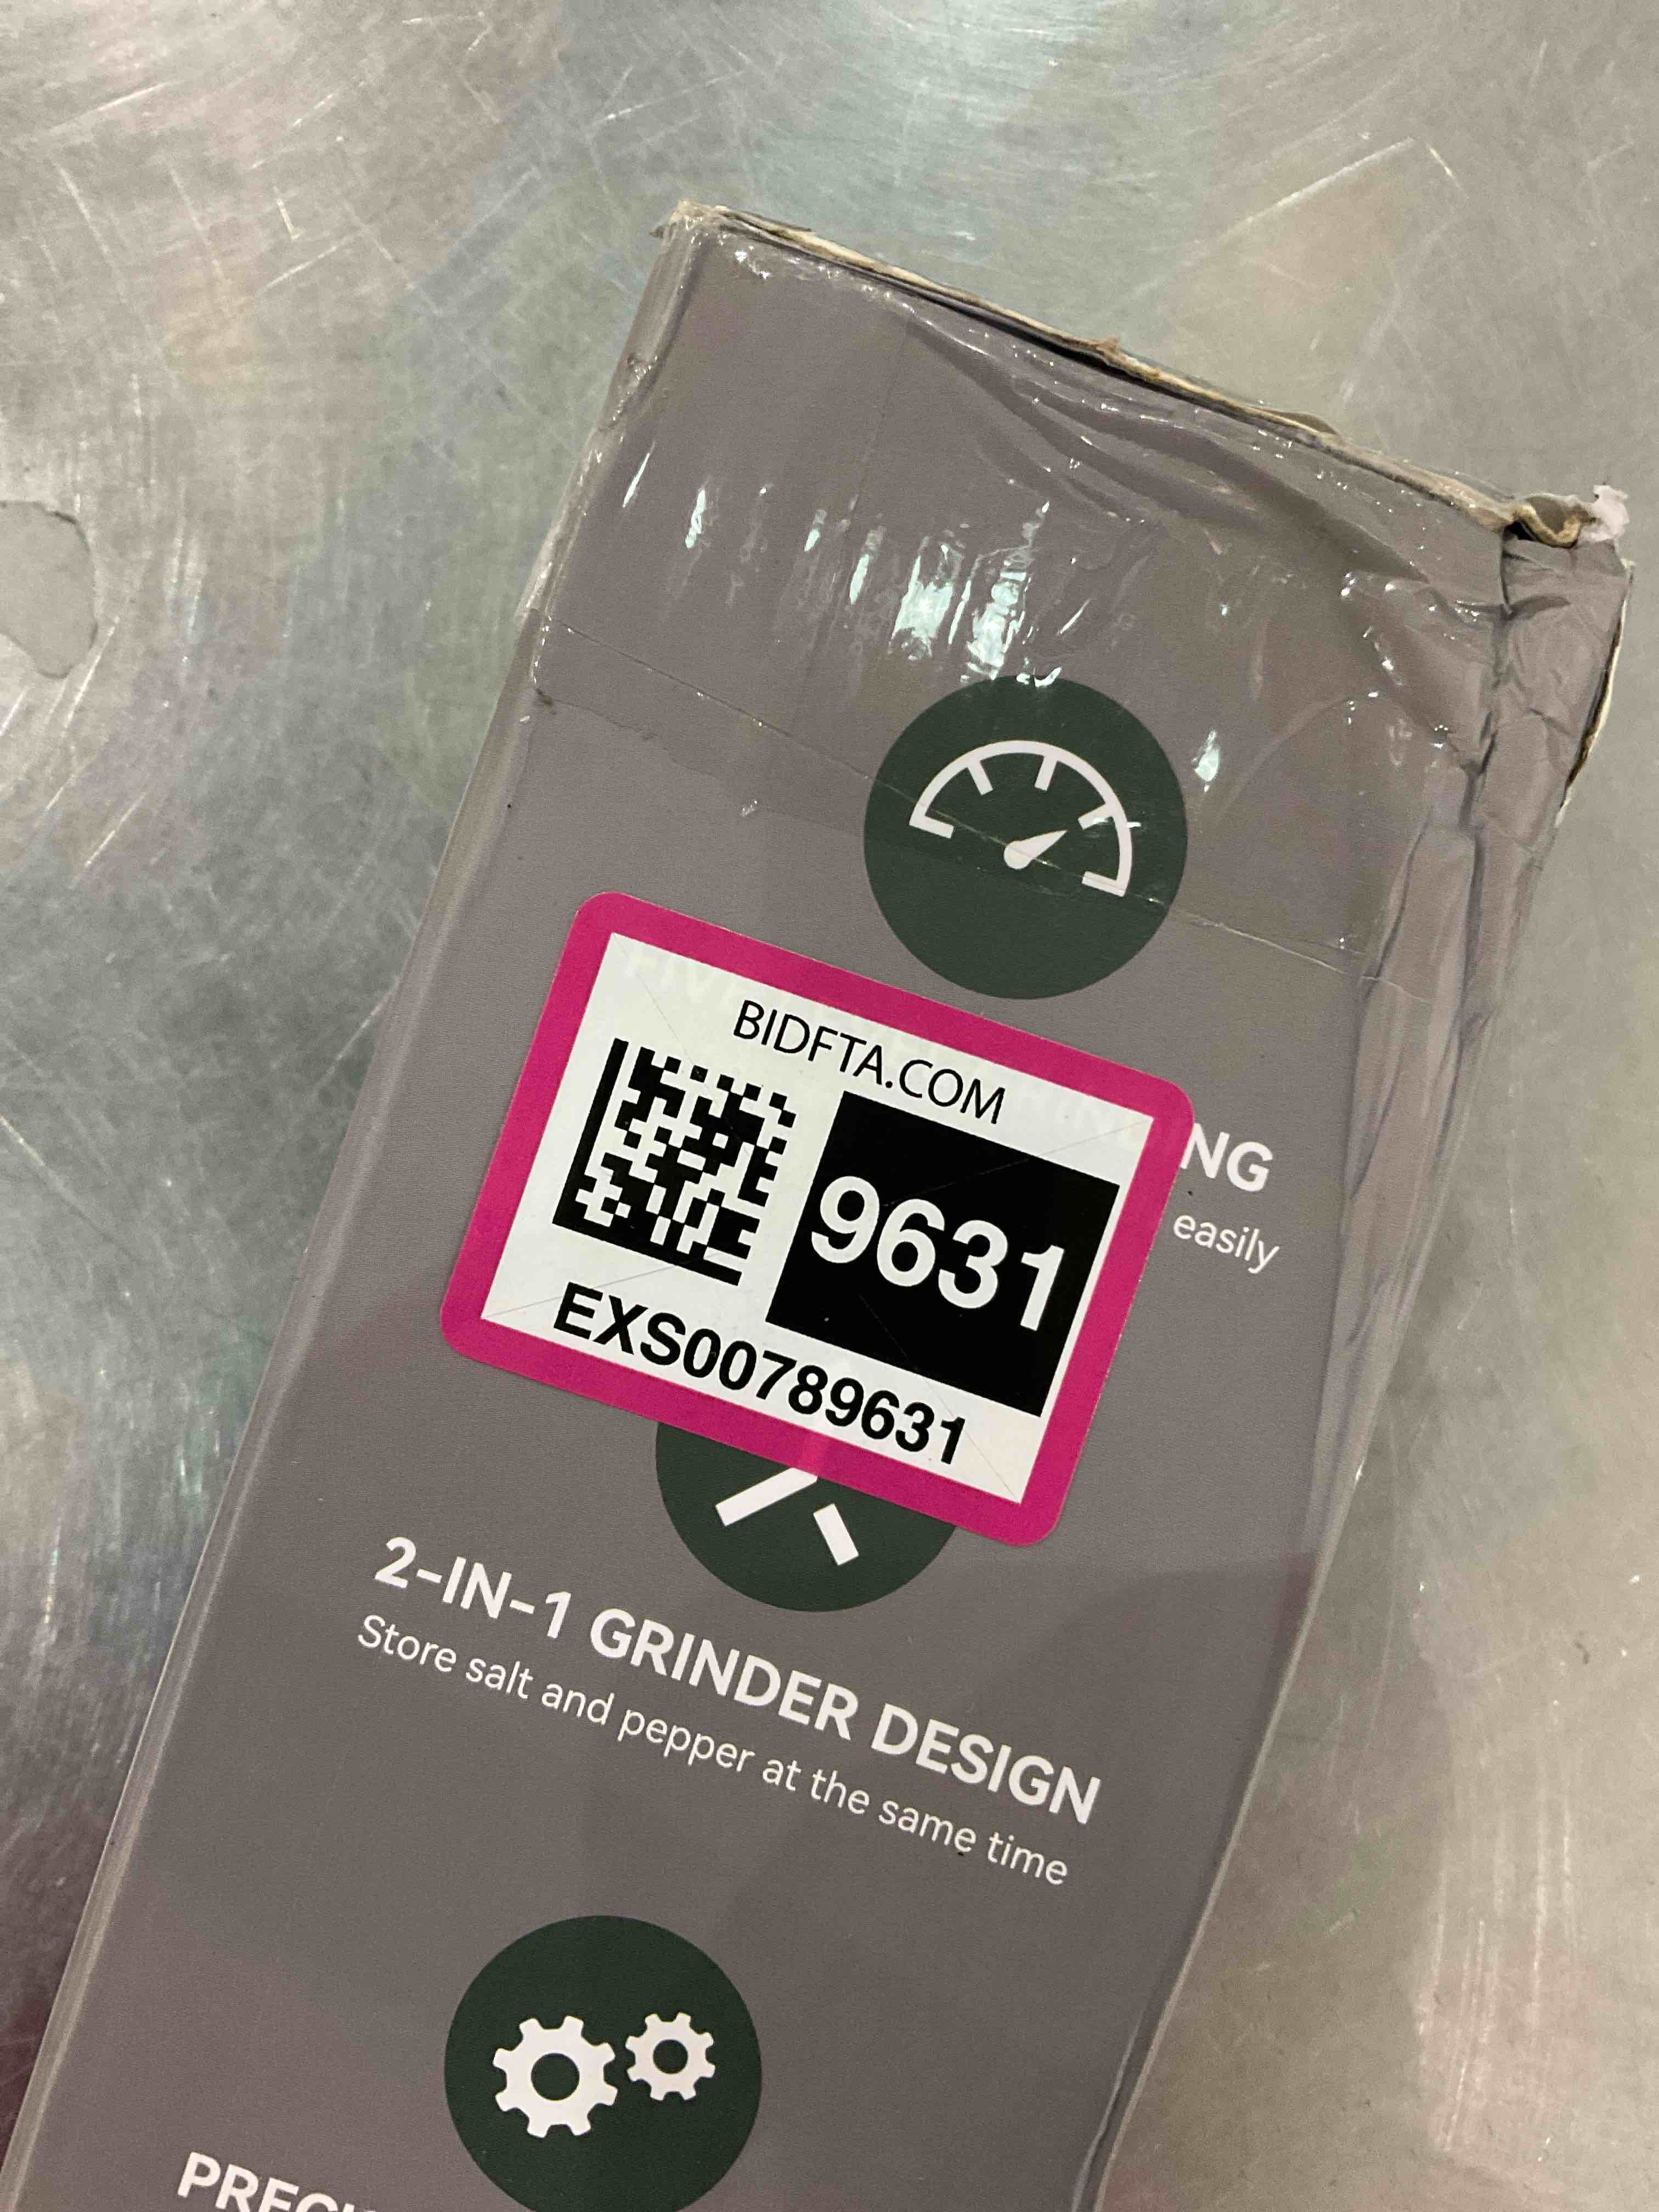 BIDFTA.COM
9631
EXS00789631
NG
easily
2-IN-1 GRINDER DESIGN
Store salt and pepper at the same time